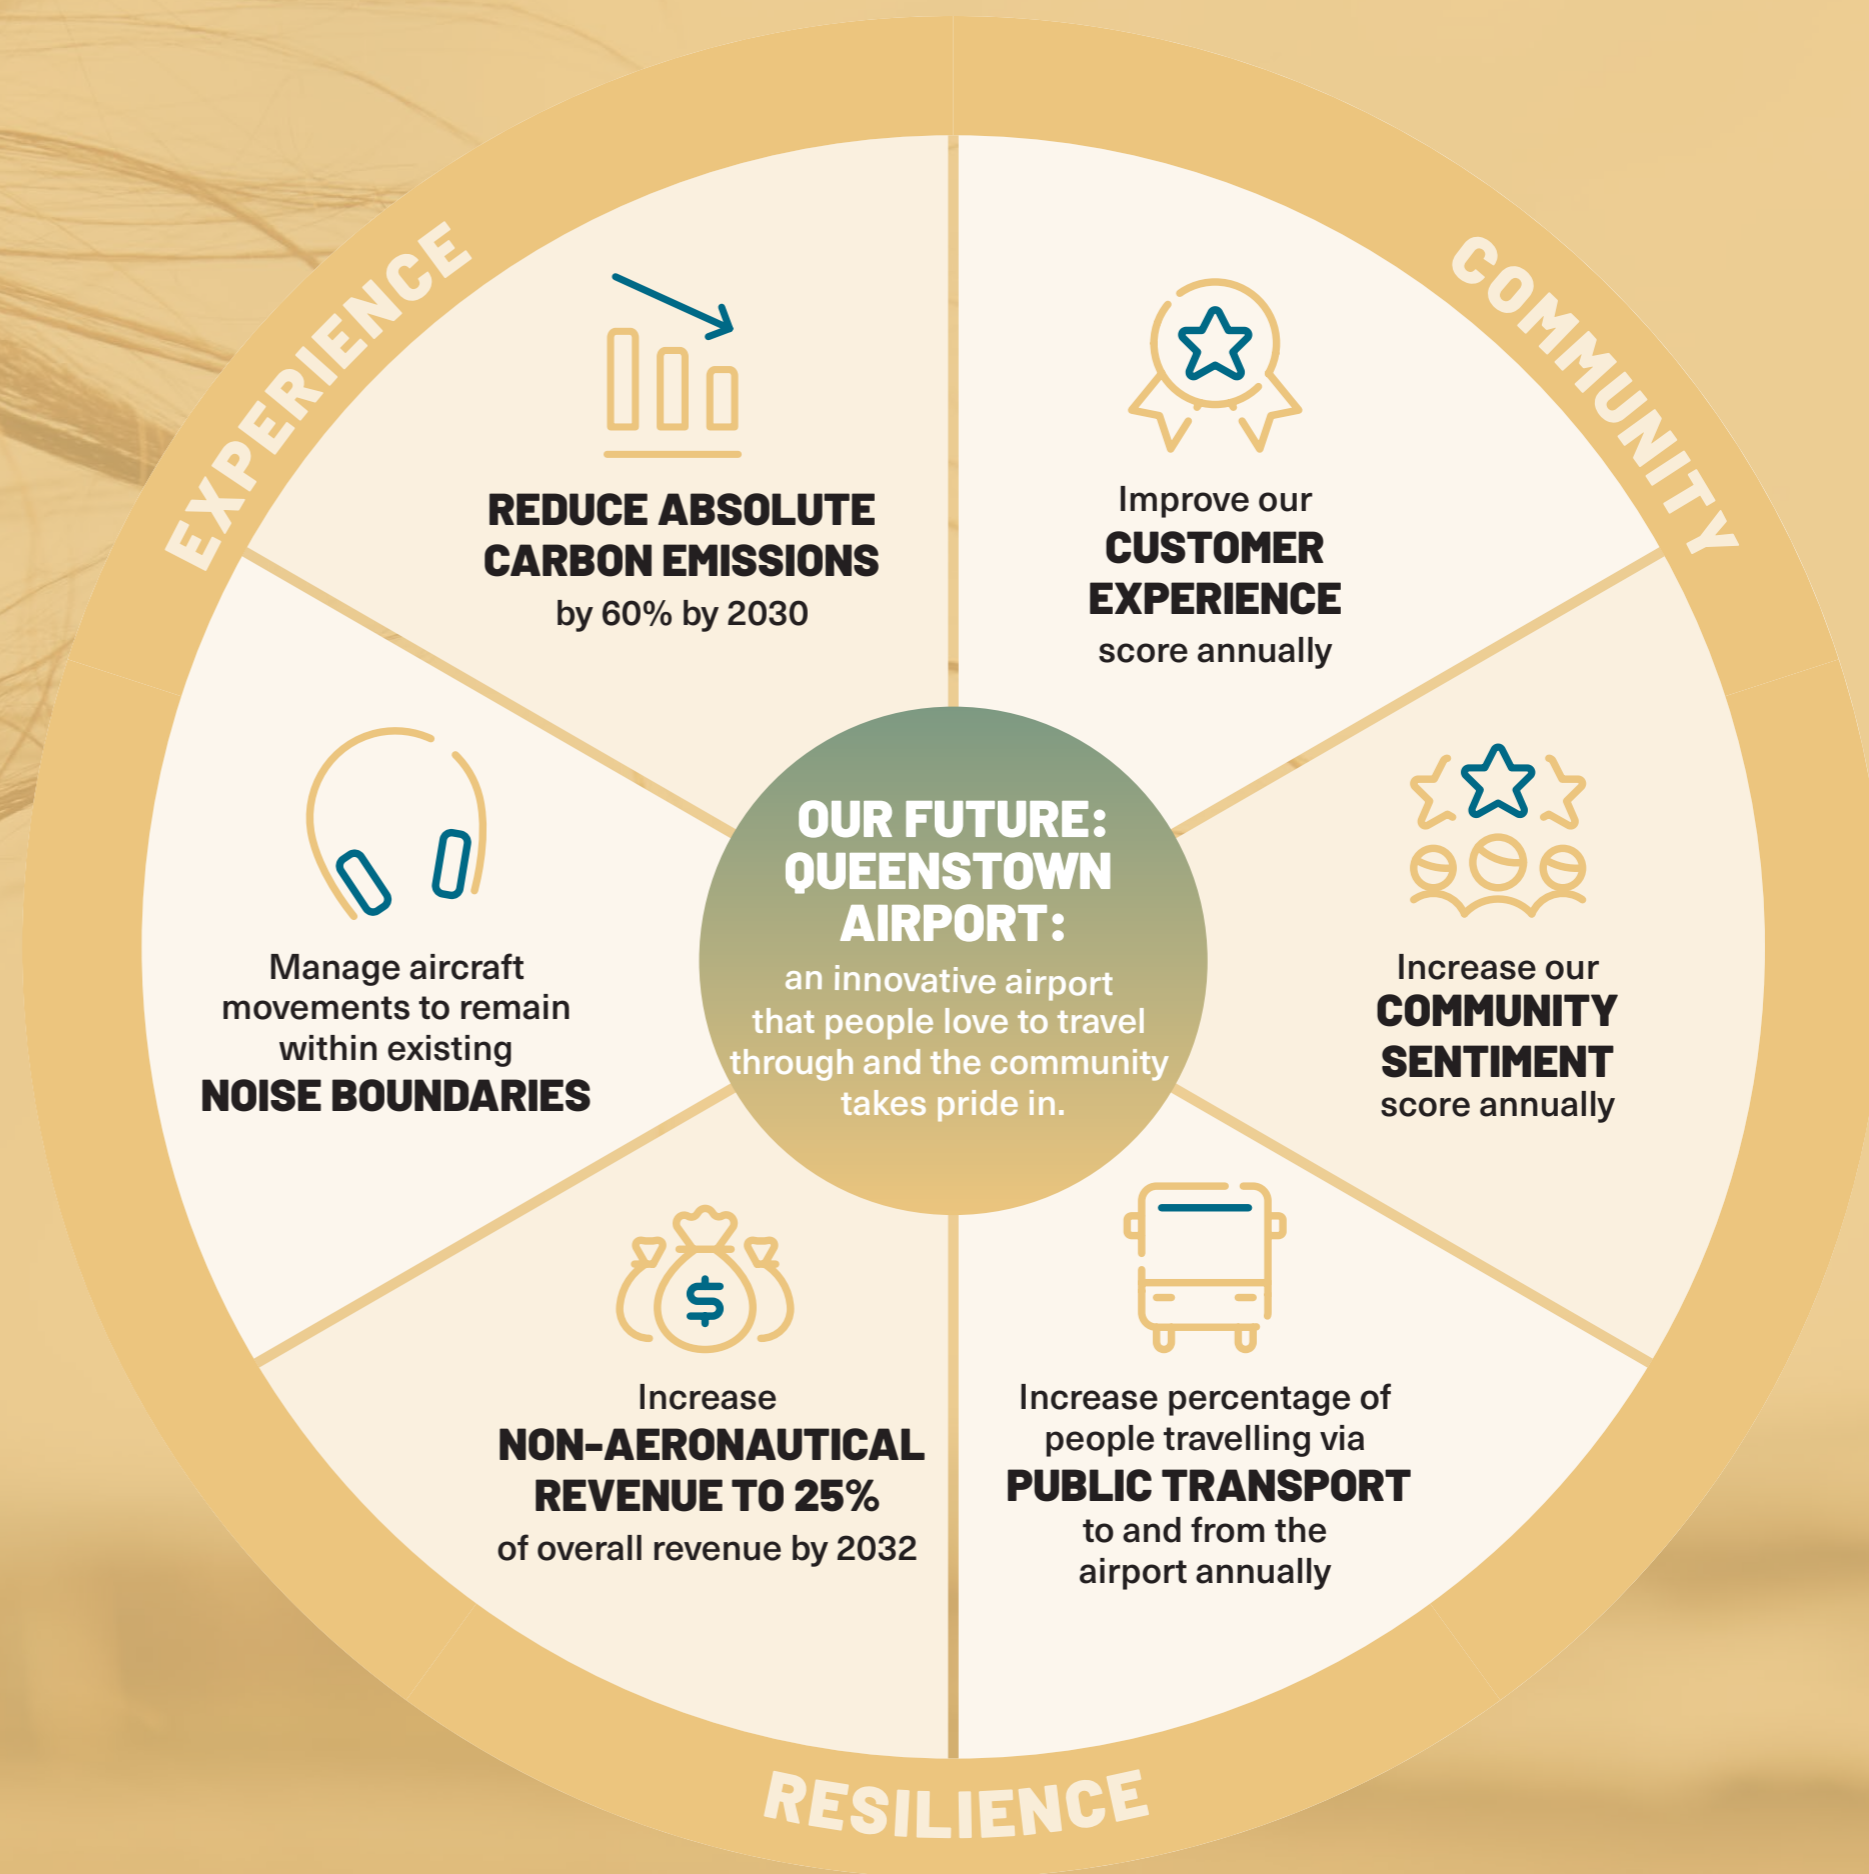 EXPERIENCE
COMMUNITY
REDUCE ABSOLUTE
CARBON EMISSIONS
by 60% by 2030
Improve our
CUSTOMER
EXPERIENCE
score annually
Manage aircraft
movements to remain
within existing
NOISE BOUNDARIES
OUR FUTURE:
QUEENSTOWN
AIRPORT:
an innovative airport
that people love to travel
through and the community
takes pride in.
Increase our
COMMUNITY
SENTIMENT
score annually
$
Increase
NON-AERONAUTICAL
REVENUE TO 25%
of overall revenue by 2032
Increase percentage of
people travelling via
PUBLIC TRANSPORT
to and from the
airport annually
RESILIENCE